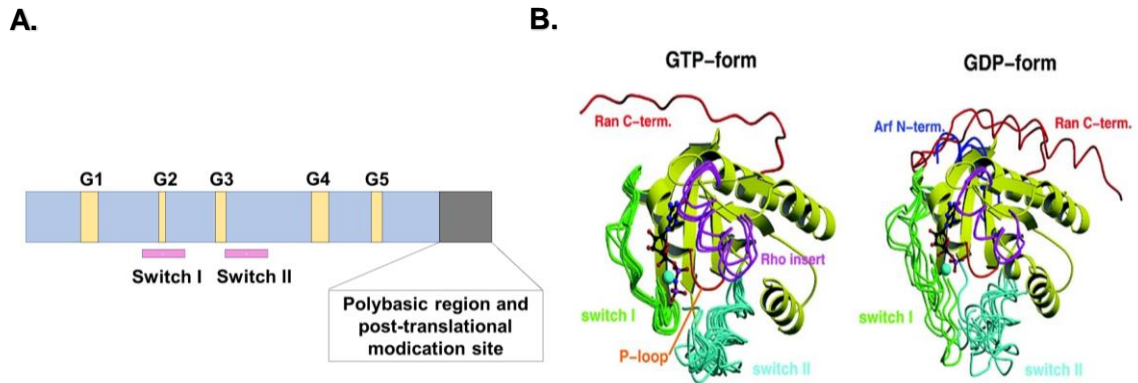 A.
G1 G2 G3 G4 G5
Switch I Switch II
Polybasic region and
post-translational
modication site
B.
GTP-form
Ran C-term.
Rho insert
switch I
P-loop
switch II
GDP-form
Arf N-term. Ran C-term.
switch I
switch II